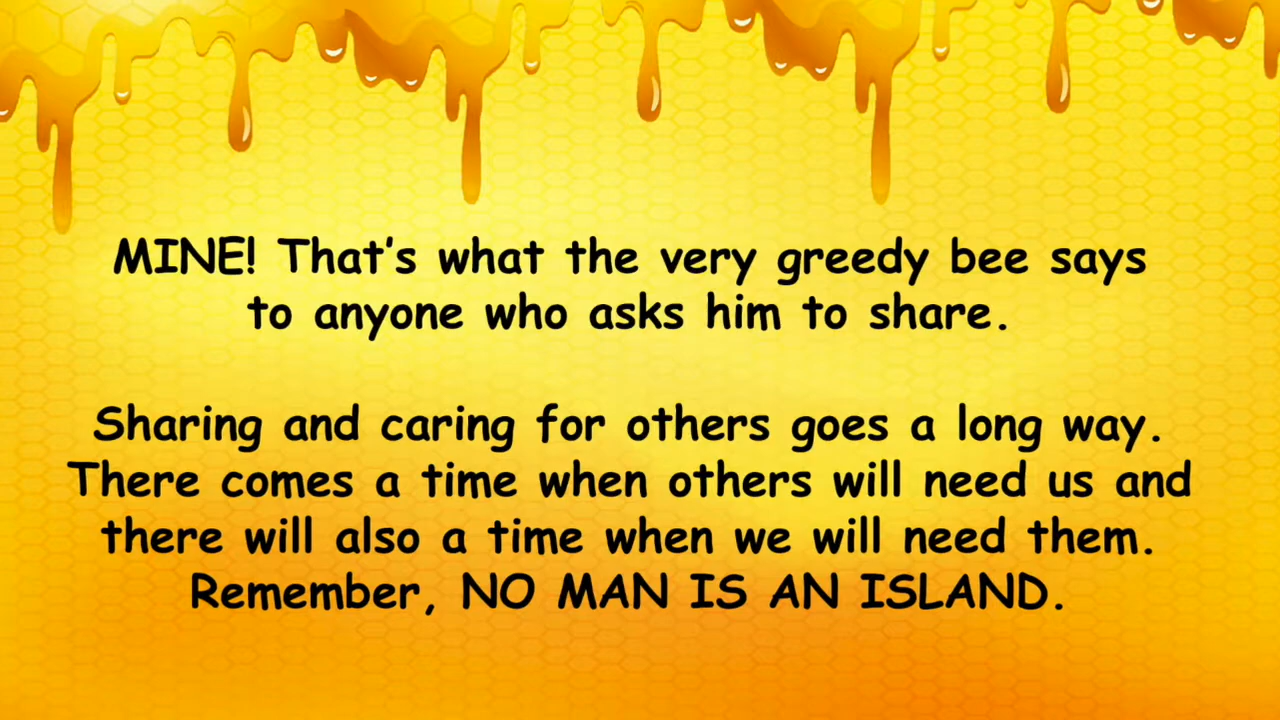 MINE! That’s what the very greedy bee says
to anyone who asks him to share.
Sharing and caring for others goes a long way.
There comes a time when others will need us and
there will also a time when we will need them.
Remember, NO MAN IS AN ISLAND.